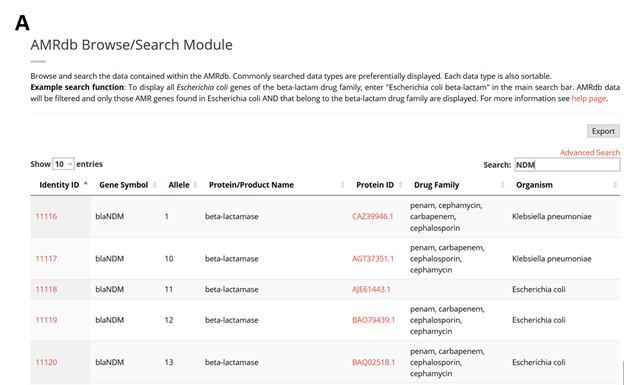 A
AMRdb Browse/Search Module
Browse and search the data contained within the AMRdb. Commonly searched data types are preferentially displayed. Each data type is also sortable.
Example search function: To display all Escherichia coli genes of the beta-lactam drug family, enter "Escherichia coli beta-lactam" in the main search bar. AMRdb data
will be filtered and only those AMR genes found in Escherichia coli AND that belong to the beta-lactam drug family are displayed. For more information see help page.
Export
Advanced Search
Show 10 entries Search: NDM
Identity ID Gene Symbol Allele Protein/Product Name Protein ID Drug Family Organism
11116 blaNDM 1 beta-lactamase CAZ39946.1 penam, cephamycin,
carbapenem,
cephalosporin Klebsiella pneumoniae
11117 blaNDM 10 beta-lactamase AGT37351.1 penam, carbapenem,
cephalosporin,
cephamycin Klebsiella pneumoniae
11118 blaNDM 11 beta-lactamase AJE61443.1 Escherichia coli
11119 blaNDM 12 beta-lactamase BAO79439.1 penam, carbapenem,
cephalosporin,
cephamycin Escherichia coli
11120 blaNDM 13 beta-lactamase BAQ02518.1 penam, carbapenem,
cephalosporin,
cephamycin Escherichia coli